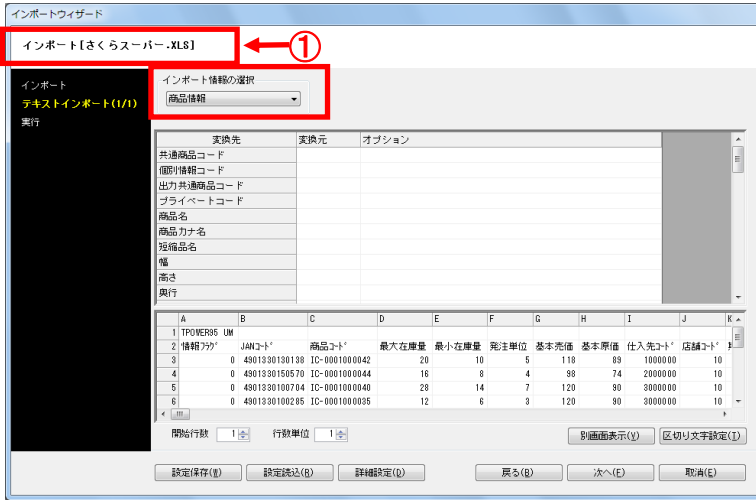 インポートウィザード
インポート[さくらスーパー.XLS]
①
インポート
テキストインポート(1/1)
実行
インポート情報の選択
商品情報
変換先 変換元 オプション
共通商品コード
個別情報コード
出力共通商品コード
プライベートコード
商品名
商品カナ名
短縮品名
幅
高さ
奥行
A B C D E F G H I J K
1 TPOWER95 UM
2 情報フラグ JANコード 商品コード 最大在庫量 最小在庫量 発注単位 基本売価 基本原価 仕入先コード 店舗コード
3 0 4901330130138 IC-0001000042 20 10 5 118 89 1000000 10
4 0 4901330150570 IC-0001000044 16 8 4 98 74 2000000 10
5 0 4901330100704 IC-0001000040 28 14 7 120 90 3000000 10
6 0 4901330100285 IC-0001000035 12 6 3 120 90 3000000 10
開始行数 1 行数単位 1 別画面表示(V) 区切り文字設定(T)
設定保存(W) 設定読込(R) 詳細設定(D) 戻る(B) 次へ(F) 取消(E)